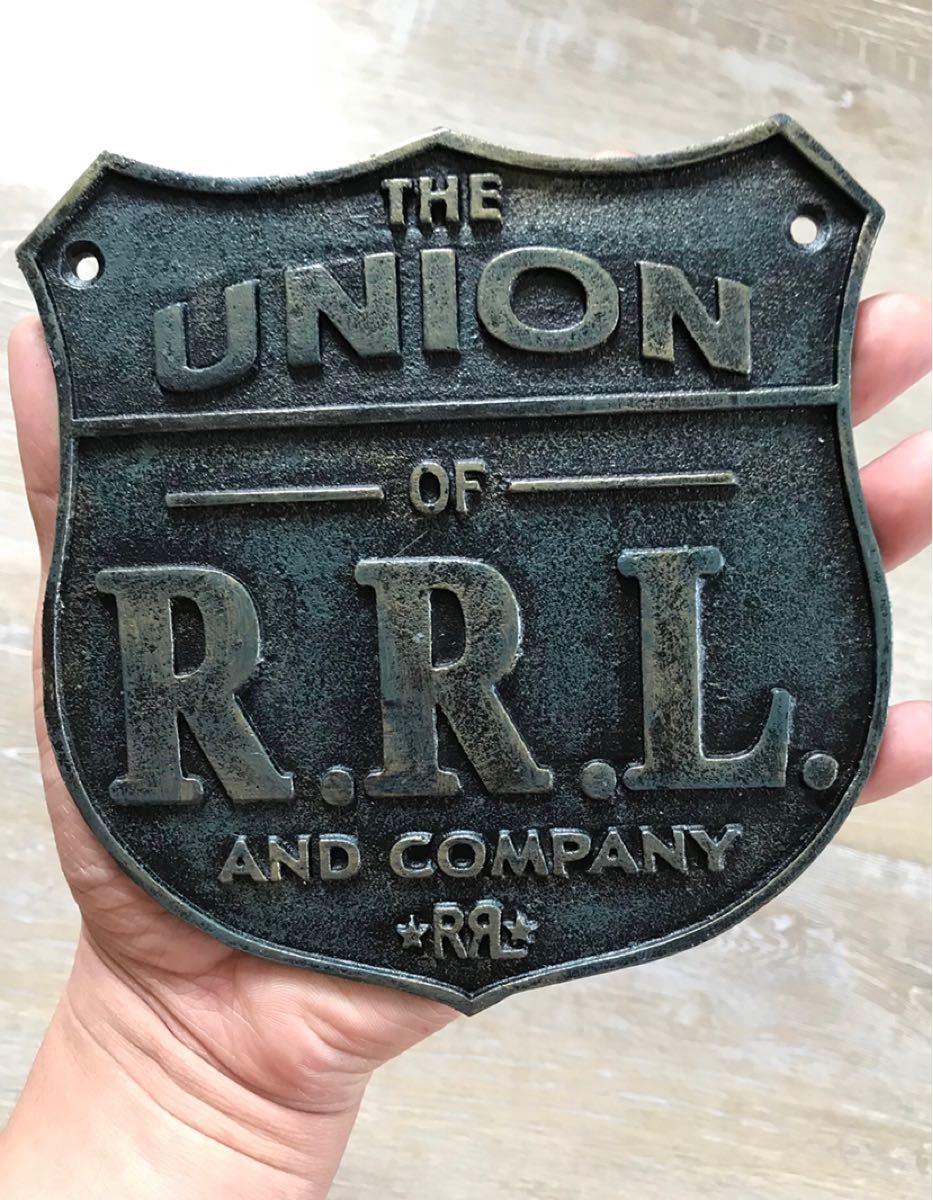 THE
UNION
OF
R.R.L.
AND COMPANY
★RRL★